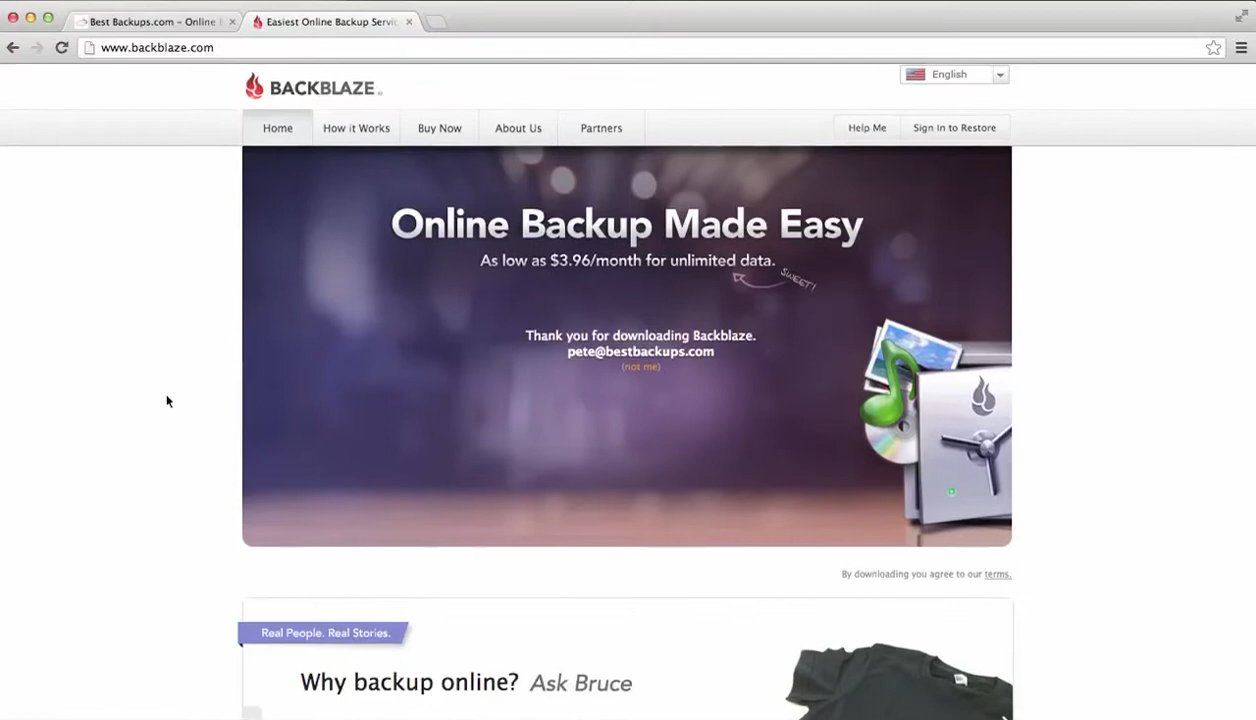 Best Backups.com – Online
Easiest Online Backup Servi
www.backblaze.com
BACKBLAZE
English
Home
How it Works
Buy Now
About Us
Partners
Help Me
Sign In to Restore
Online Backup Made Easy
As low as $3.96/month for unlimited data.
SWEET!
Thank you for downloading Backblaze.
pete@bestbackups.com
(not me)
By downloading you agree to our terms.
Real People. Real Stories.
Why backup online? Ask Bruce